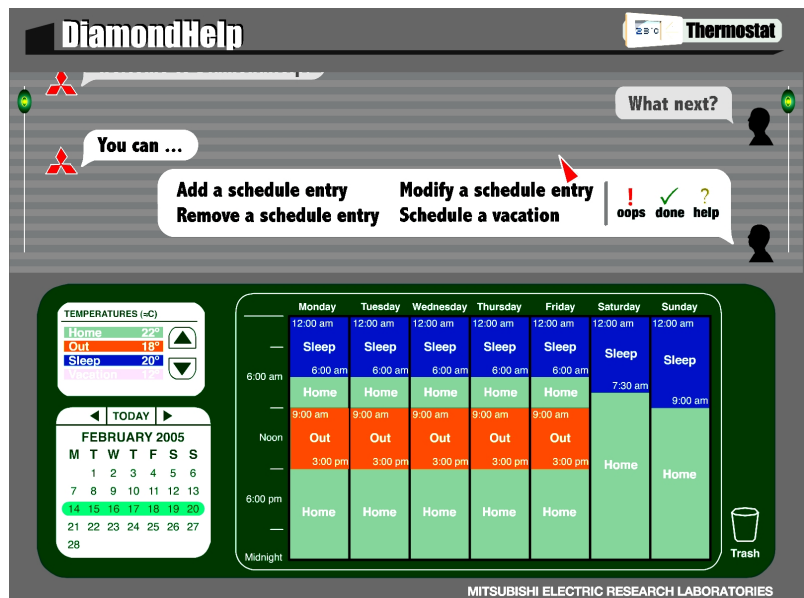 DiamondHelp
23°C Thermostat
What next?
You can ...
Add a schedule entry Modify a schedule entry
Remove a schedule entry Schedule a vacation
! oops ✓ done ? help
TEMPERATURES (≈C)
Home 22°
Out 18°
Sleep 20°
Vacation 12°
TODAY
FEBRUARY 2005
M T W T F S S
1 2 3 4 5 6
7 8 9 10 11 12 13
14 15 16 17 18 19 20
21 22 23 24 25 26 27
28
Monday Tuesday Wednesday Thursday Friday Saturday Sunday
12:00 am 12:00 am 12:00 am 12:00 am 12:00 am 12:00 am 12:00 am
Sleep Sleep Sleep Sleep Sleep Sleep Sleep
6:00 am 6:00 am 6:00 am 6:00 am 6:00 am 6:00 am
7:30 am
Home Home Home Home Home
9:00 am
9:00 am 9:00 am 9:00 am 9:00 am 9:00 am
Noon Out Out Out Out Out
3:00 pm 3:00 pm 3:00 pm 3:00 pm 3:00 pm
Home Home
6:00 pm Home Home Home Home Home
Midnight
Trash
MITSUBISHI ELECTRIC RESEARCH LABORATORIES